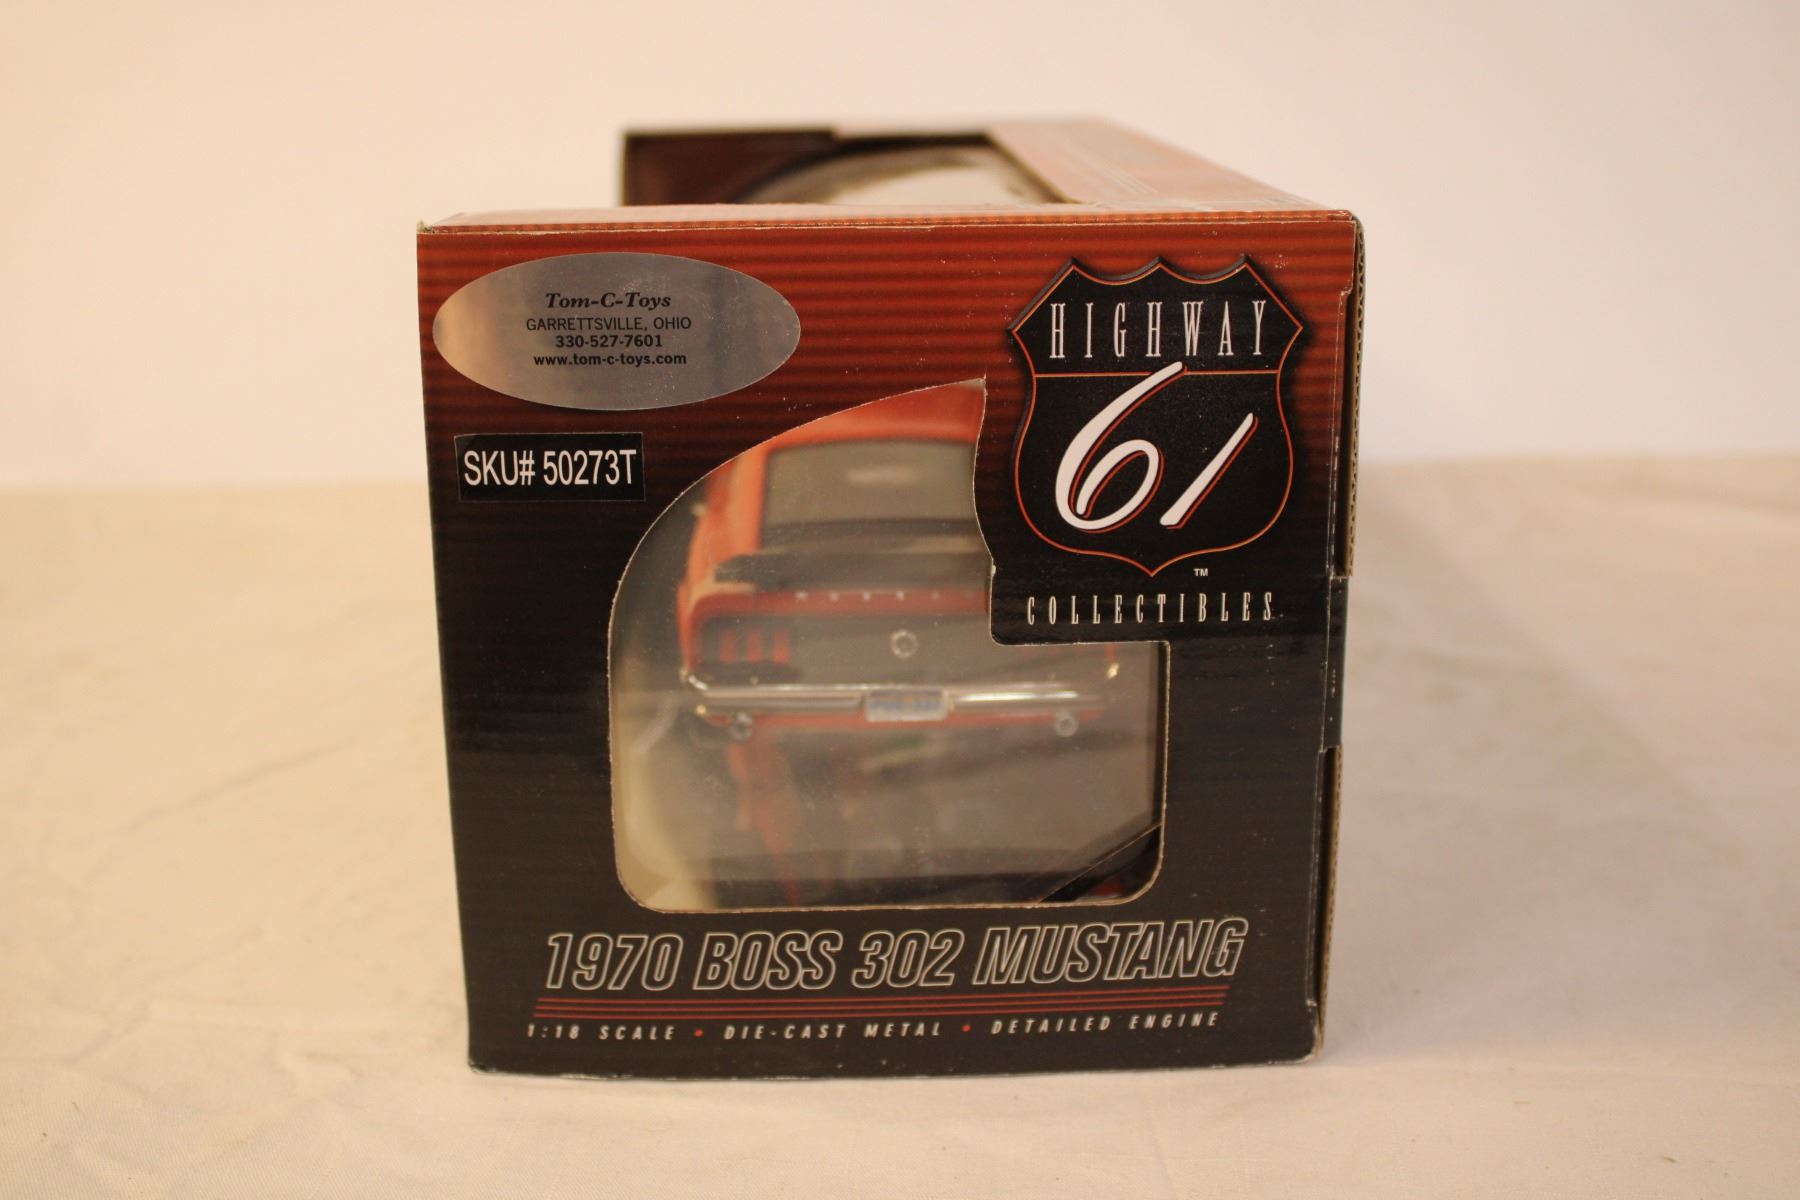 Tom-C-Toys
GARRETTSVILLE, OHIO
330-527-7601
www.tom-c-toys.com
SKU# 50273T
HIGHWAY
61
TM
COLLECTIBLES
1970 BOSS 302 MUSTANG
1:18 SCALE • DIE-CAST METAL • DETAILED ENGINE